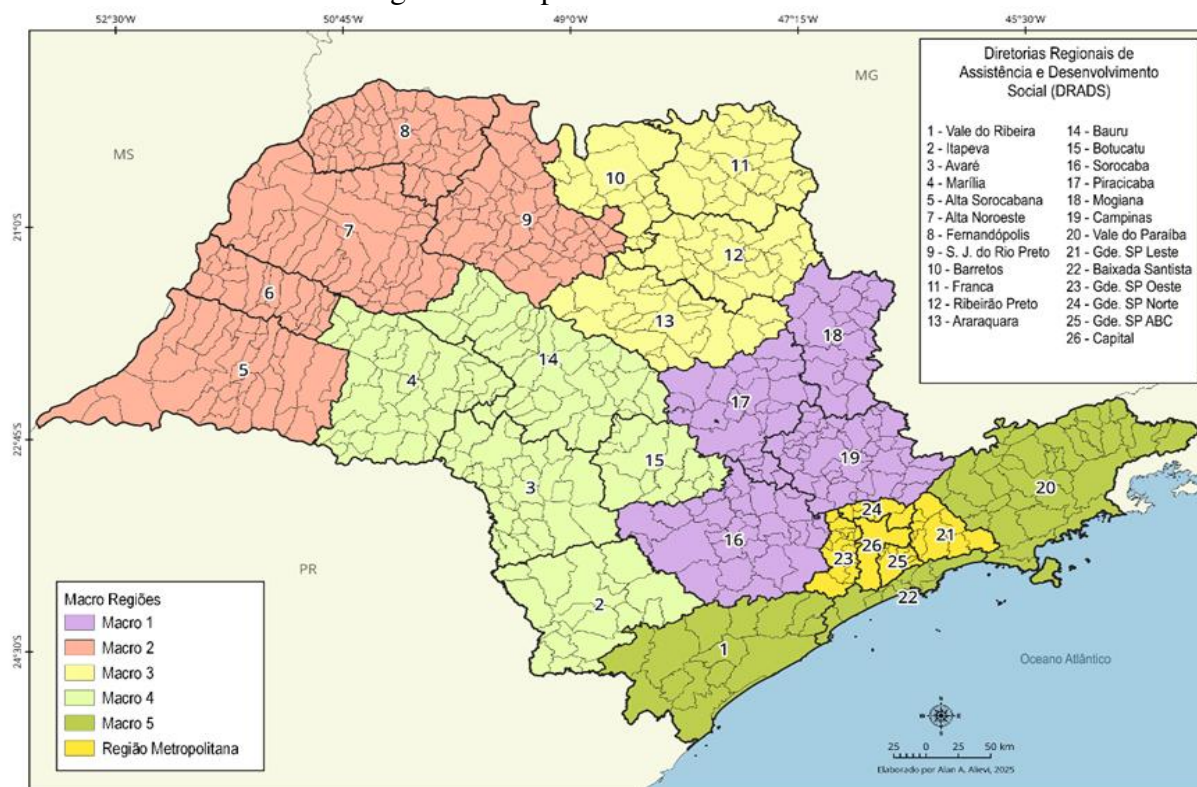 52°30'W 50°45'W 49°0'W 47°15'W 45°30'W
Diretorias Regionais de
Assistência e Desenvolvimento
Social (DRADS)
1 - Vale do Ribeira
2 - Itapeva
3 - Avaré
4 - Marília
5 - Alta Sorocabana
7 - Alta Noroeste
8 - Fernandópolis
9 - S. J. do Rio Preto
10 - Barretos
11 - Franca
12 - Ribeirão Preto
13 - Araraquara
14 - Bauru
15 - Botucatu
16 - Sorocaba
17 - Piracicaba
18 - Mogiana
19 - Campinas
20 - Vale do Paraíba
21 - Gde. SP Leste
22 - Baixada Santista
23 - Gde. SP Oeste
24 - Gde. SP Norte
25 - Gde. SP ABC
26 - Capital
MG
MS
8
11
10
21°0'S
7
9
12
6
13
18
5
4
14
17
22°45'S
15
19
20
3
24
16
26
21
23
25
PR
2
22
1
24°30'S
Oceano Atlântico
Macro Regiões
Macro 1
Macro 2
Macro 3
Macro 4
Macro 5
Região Metropolitana
N
W E
S
25 0 25 50 km
Elaborado por Alan A. Alievi, 2025